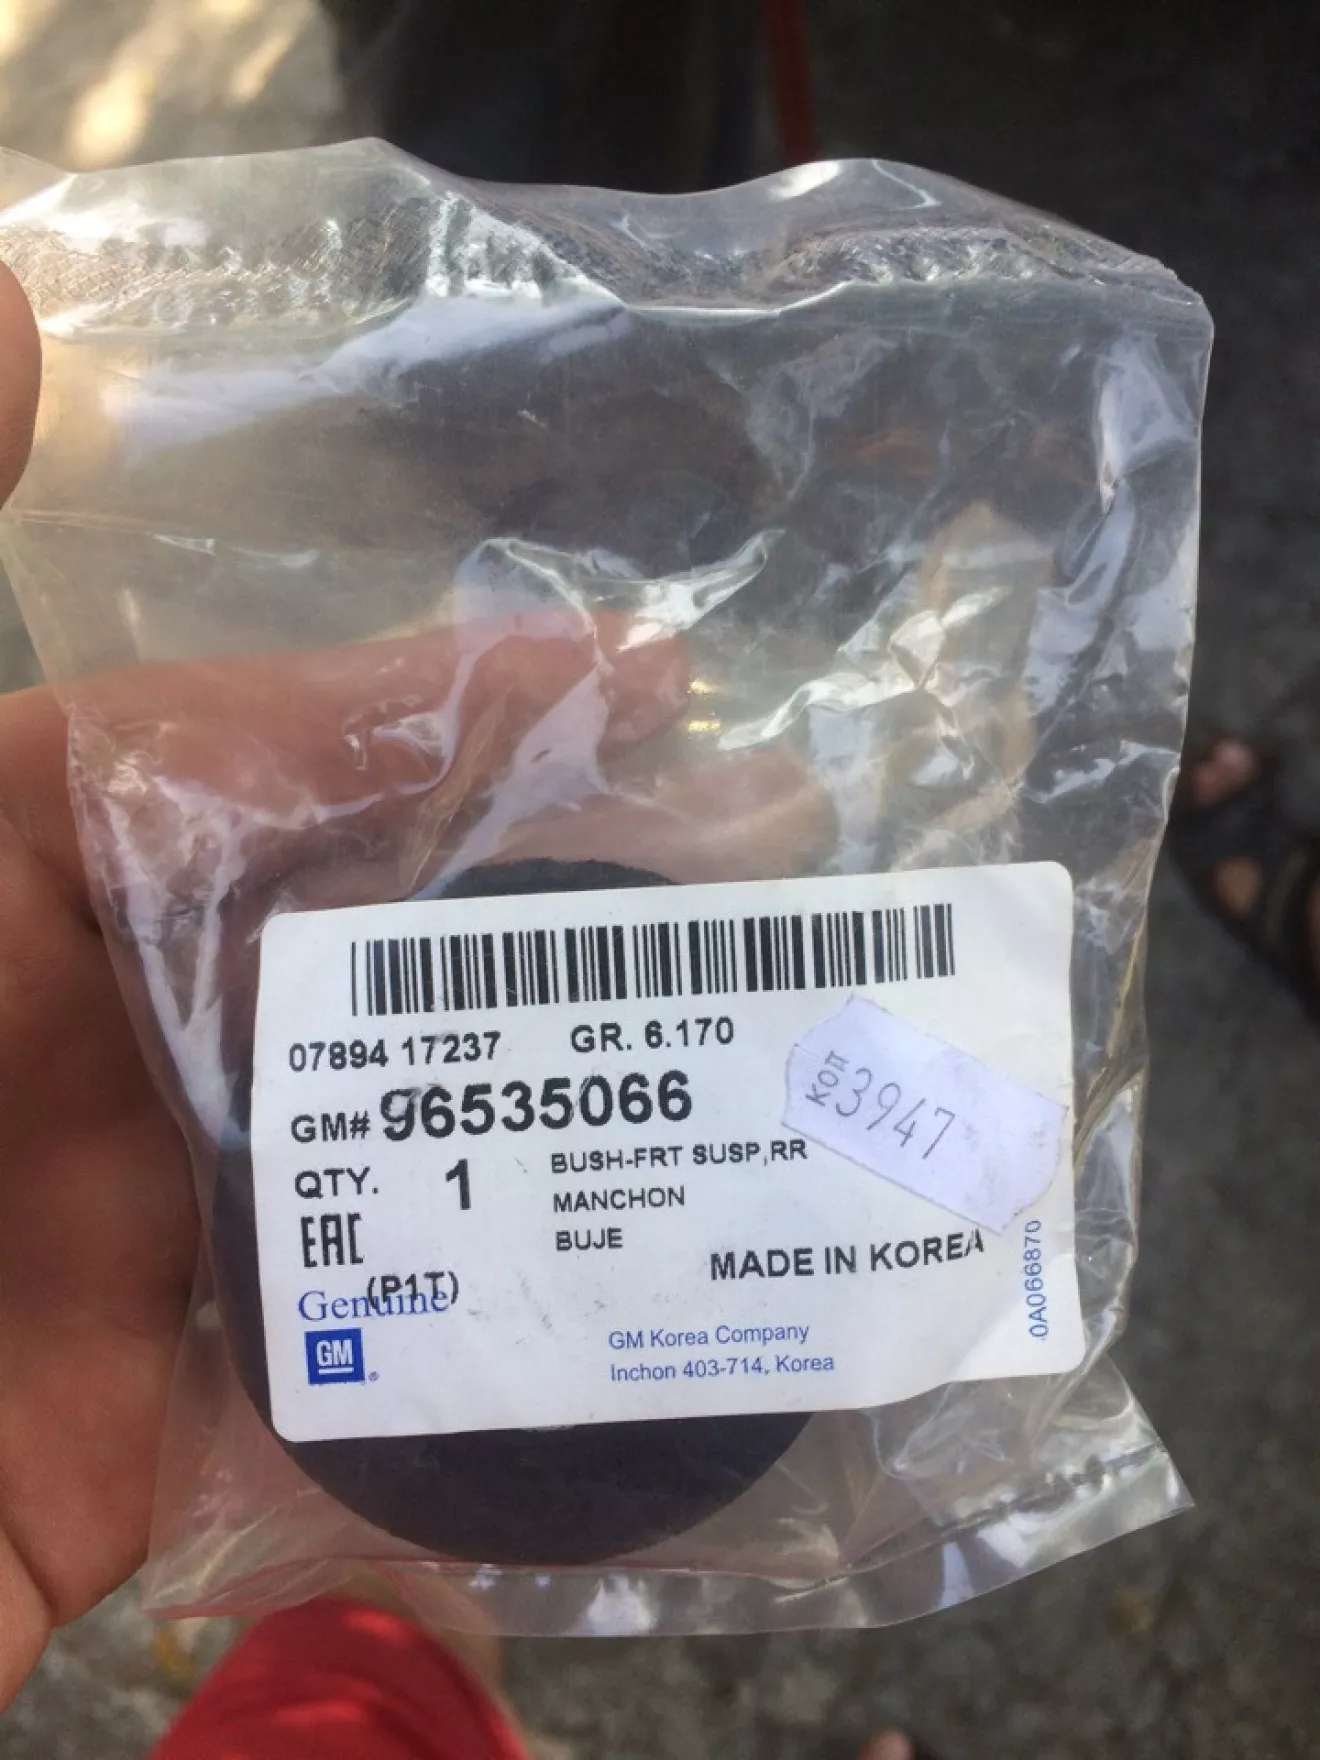 07894 17237 GR. 6.170
GM# 96535066
КОП 3947
QTY. 1
BUSH-FRT SUSP,RR
MANCHON
BUJE
EAC
(P1T)
MADE IN KOREA
Genuine
GM®
GM Korea Company
Inchon 403-714, Korea
0A066870